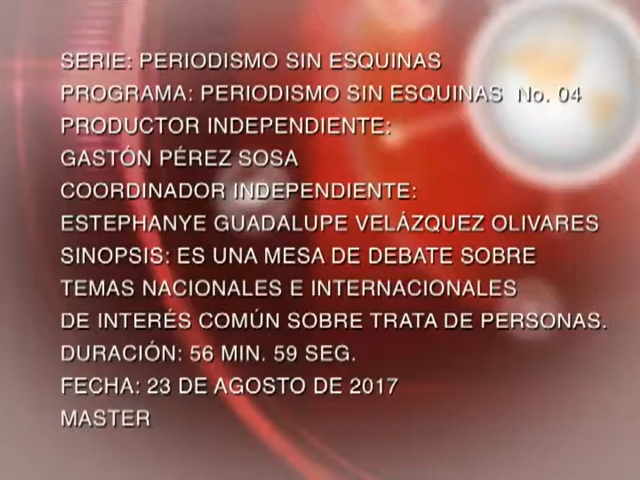 SERIE: PERIODISMO SIN ESQUINAS
PROGRAMA: PERIODISMO SIN ESQUINAS No. 04
PRODUCTOR INDEPENDIENTE:
GASTÓN PÉREZ SOSA
COORDINADOR INDEPENDIENTE:
ESTEPHANYE GUADALUPE VELÁZQUEZ OLIVARES
SINOPSIS: ES UNA MESA DE DEBATE SOBRE
TEMAS NACIONALES E INTERNACIONALES
DE INTERÉS COMÚN SOBRE TRATA DE PERSONAS.
DURACIÓN: 56 MIN. 59 SEG.
FECHA: 23 DE AGOSTO DE 2017
MASTER